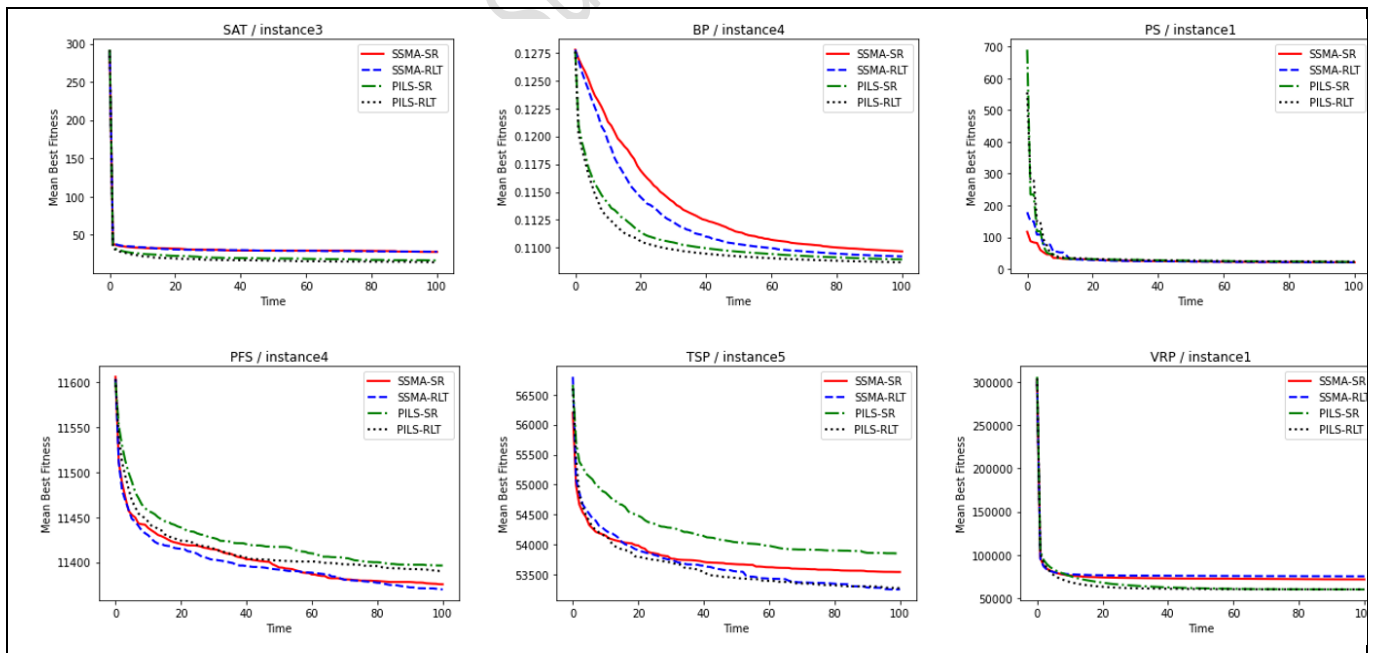 SAT / instance3
300
250
200
150
100
50
Mean Best Fitness
0 20 40 60 80 100
Time
SSMA-SR
SSMA-RLT
PILS-SR
PILS-RLT
BP / instance4
0.1275
0.1250
0.1225
0.1200
0.1175
0.1150
0.1125
0.1100
Mean Best Fitness
0 20 40 60 80 100
Time
SSMA-SR
SSMA-RLT
PILS-SR
PILS-RLT
PS / instance1
700
600
500
400
300
200
100
0
Mean Best Fitness
0 20 40 60 80 100
Time
SSMA-SR
SSMA-RLT
PILS-SR
PILS-RLT
PFS / instance4
11600
11550
11500
11450
11400
Mean Best Fitness
0 20 40 60 80 100
Time
SSMA-SR
SSMA-RLT
PILS-SR
PILS-RLT
TSP / instance5
56500
56000
55500
55000
54500
54000
53500
Mean Best Fitness
0 20 40 60 80 100
Time
SSMA-SR
SSMA-RLT
PILS-SR
PILS-RLT
VRP / instance1
300000
250000
200000
150000
100000
50000
Mean Best Fitness
0 20 40 60 80 100
Time
SSMA-SR
SSMA-RLT
PILS-SR
PILS-RLT